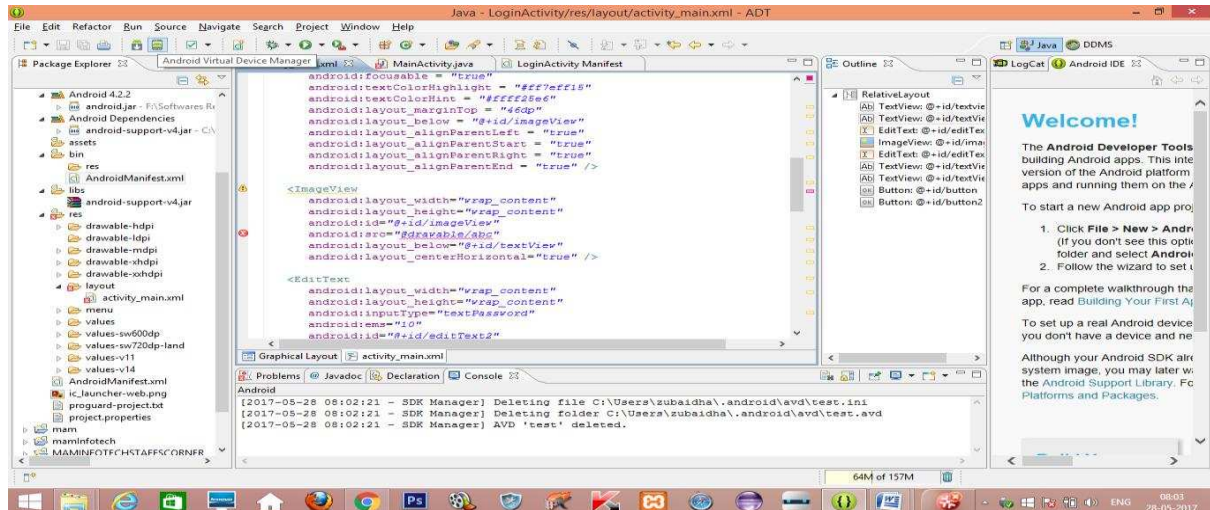 Java - LoginActivity/res/layout/activity_main.xml - ADT
File Edit Refactor Run Source Navigate Search Project Window Help
Java DDMS
Package Explorer
Android Virtual Device Manager
xml
MainActivity.java
LoginActivity Manifest
Outline
LogCat
Android IDE
Android 4.2.2
android.jar - F:\Softwares Re
Android Dependencies
android-support-v4.jar - C:\
assets
bin
res
AndroidManifest.xml
libs
android-support-v4.jar
res
drawable-hdpi
drawable-ldpi
drawable-mdpi
drawable-xhdpi
drawable-xxhdpi
layout
activity_main.xml
menu
values
values-sw600dp
values-sw720dp-land
values-v11
values-v14
AndroidManifest.xml
ic_launcher-web.png
proguard-project.txt
project.properties
mam
maminfotech
MAMINFOTECHSTAFFSCORNER
android:focusable = "true"
android:textColorHighlight = "#ff7eff15"
android:textColorHint = "#ffff25e6"
android:layout_marginTop = "46dp"
android:layout_below = "@+id/imageView"
android:layout_alignParentLeft = "true"
android:layout_alignParentStart = "true"
android:layout_alignParentRight = "true"
android:layout_alignParentEnd = "true" />
<ImageView
android:layout_width="wrap_content"
android:layout_height="wrap_content"
android:id="@+id/imageView"
android:src="@drawable/abc"
android:layout_below="@+id/textView"
android:layout_centerHorizontal="true" />
<EditText
android:layout_width="wrap_content"
android:layout_height="wrap_content"
android:inputType="textPassword"
android:ems="10"
android:id="@+id/editText2"
Graphical Layout
activity_main.xml
RelativeLayout
TextView: @+id/textvie
TextView: @+id/textVie
EditText: @+id/editTex
ImageView: @+id/imag
EditText: @+id/editTex
TextView: @+id/textVie
TextView: @+id/textVie
Button: @+id/button
Button: @+id/button2
Welcome!
The Android Developer Tools
building Android apps. This inte
version of the Android platform
apps and running them on the
To start a new Android app proj
1. Click File > New > Andr
(If you don't see this optio
folder and select Androi
2. Follow the wizard to set
For a complete walkthrough tha
app, read Building Your First A
To set up a real Android device
you don't have a device and ne
Although your Android SDK alre
system image, you may later w
the Android Support Library. Fo
Platforms and Packages.
Problems @ Javadoc Declaration Console
Android
[2017-05-28 08:02:21 - SDK Manager] Deleting file C:\Users\zubaidha\.android\avd\test.ini
[2017-05-28 08:02:21 - SDK Manager] Deleting folder C:\Users\zubaidha\.android\avd\test.avd
[2017-05-28 08:02:21 - SDK Manager] AVD 'test' deleted.
64M of 157M
Ps
ENG
08:03
28-05-2017